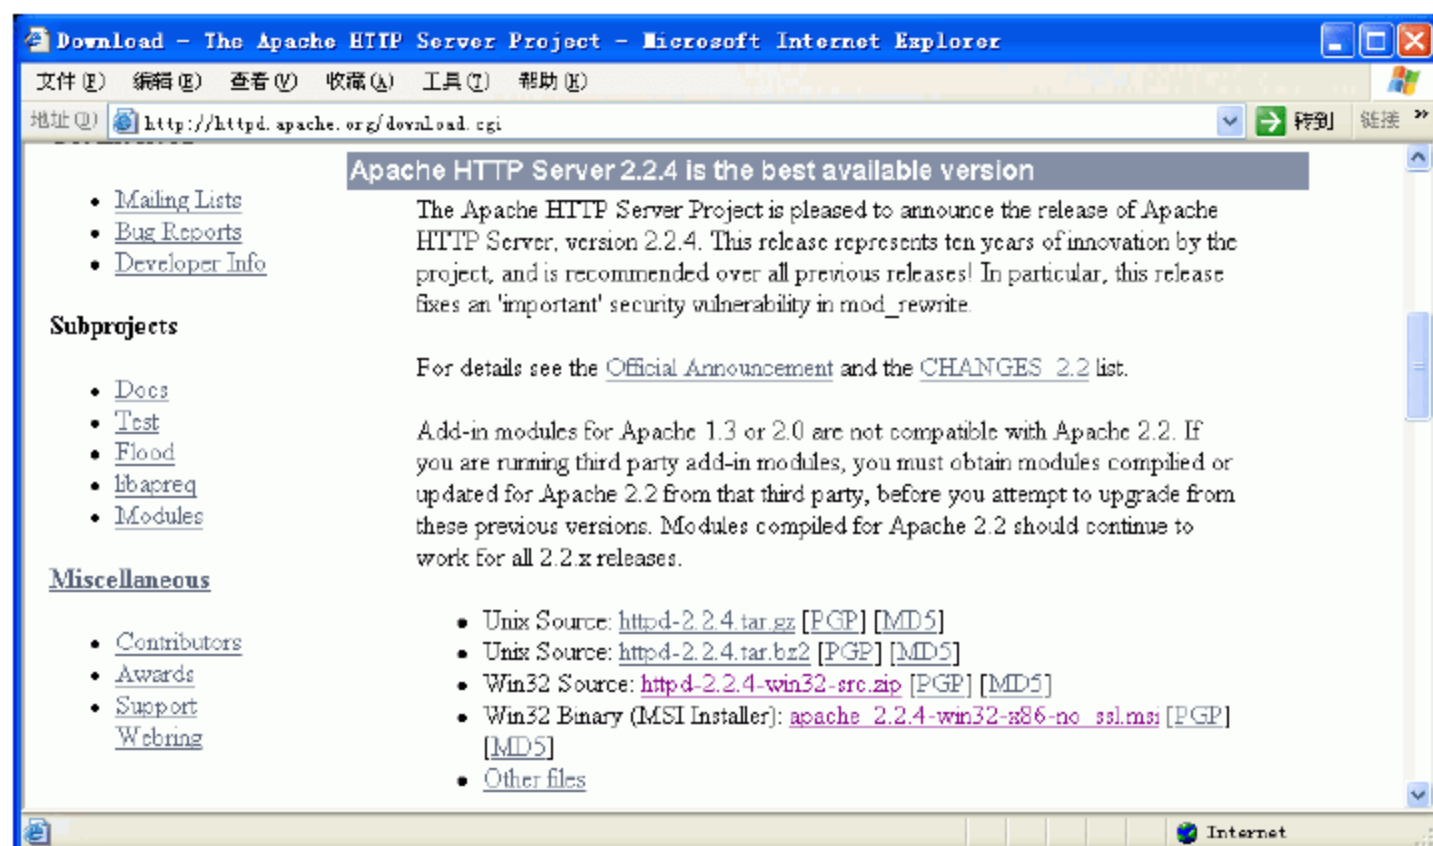 Download - The Apache HTTP Server Project - Microsoft Internet Explorer
文件(F) 编辑(E) 查看(V) 收藏(A) 工具(T) 帮助(H)
地址(D) http://httpd.apache.org/download.cgi 转到 链接 »
Apache HTTP Server 2.2.4 is the best available version
Mailing Lists
Bug Reports
Developer Info
Subprojects
Docs
Test
Flood
libapreq
Modules
Miscellaneous
Contributors
Awards
Support
Webring
The Apache HTTP Server Project is pleased to announce the release of Apache
HTTP Server, version 2.2.4. This release represents ten years of innovation by the
project, and is recommended over all previous releases! In particular, this release
fixes an 'important' security vulnerability in mod_rewrite.
For details see the Official Announcement and the CHANGES_2.2 list.
Add-in modules for Apache 1.3 or 2.0 are not compatible with Apache 2.2. If
you are running third party add-in modules, you must obtain modules compilied or
updated for Apache 2.2 from that third party, before you attempt to upgrade from
these previous versions. Modules compiled for Apache 2.2 should continue to
work for all 2.2.x releases.
Unix Source: httpd-2.2.4.tar.gz [PGP] [MD5]
Unix Source: httpd-2.2.4.tar.bz2 [PGP] [MD5]
Win32 Source: httpd-2.2.4-win32-src.zip [PGP] [MD5]
Win32 Binary (MSI Installer): apache_2.2.4-win32-x86-no_ssl.msi [PGP]
[MD5]
Other files
Internet